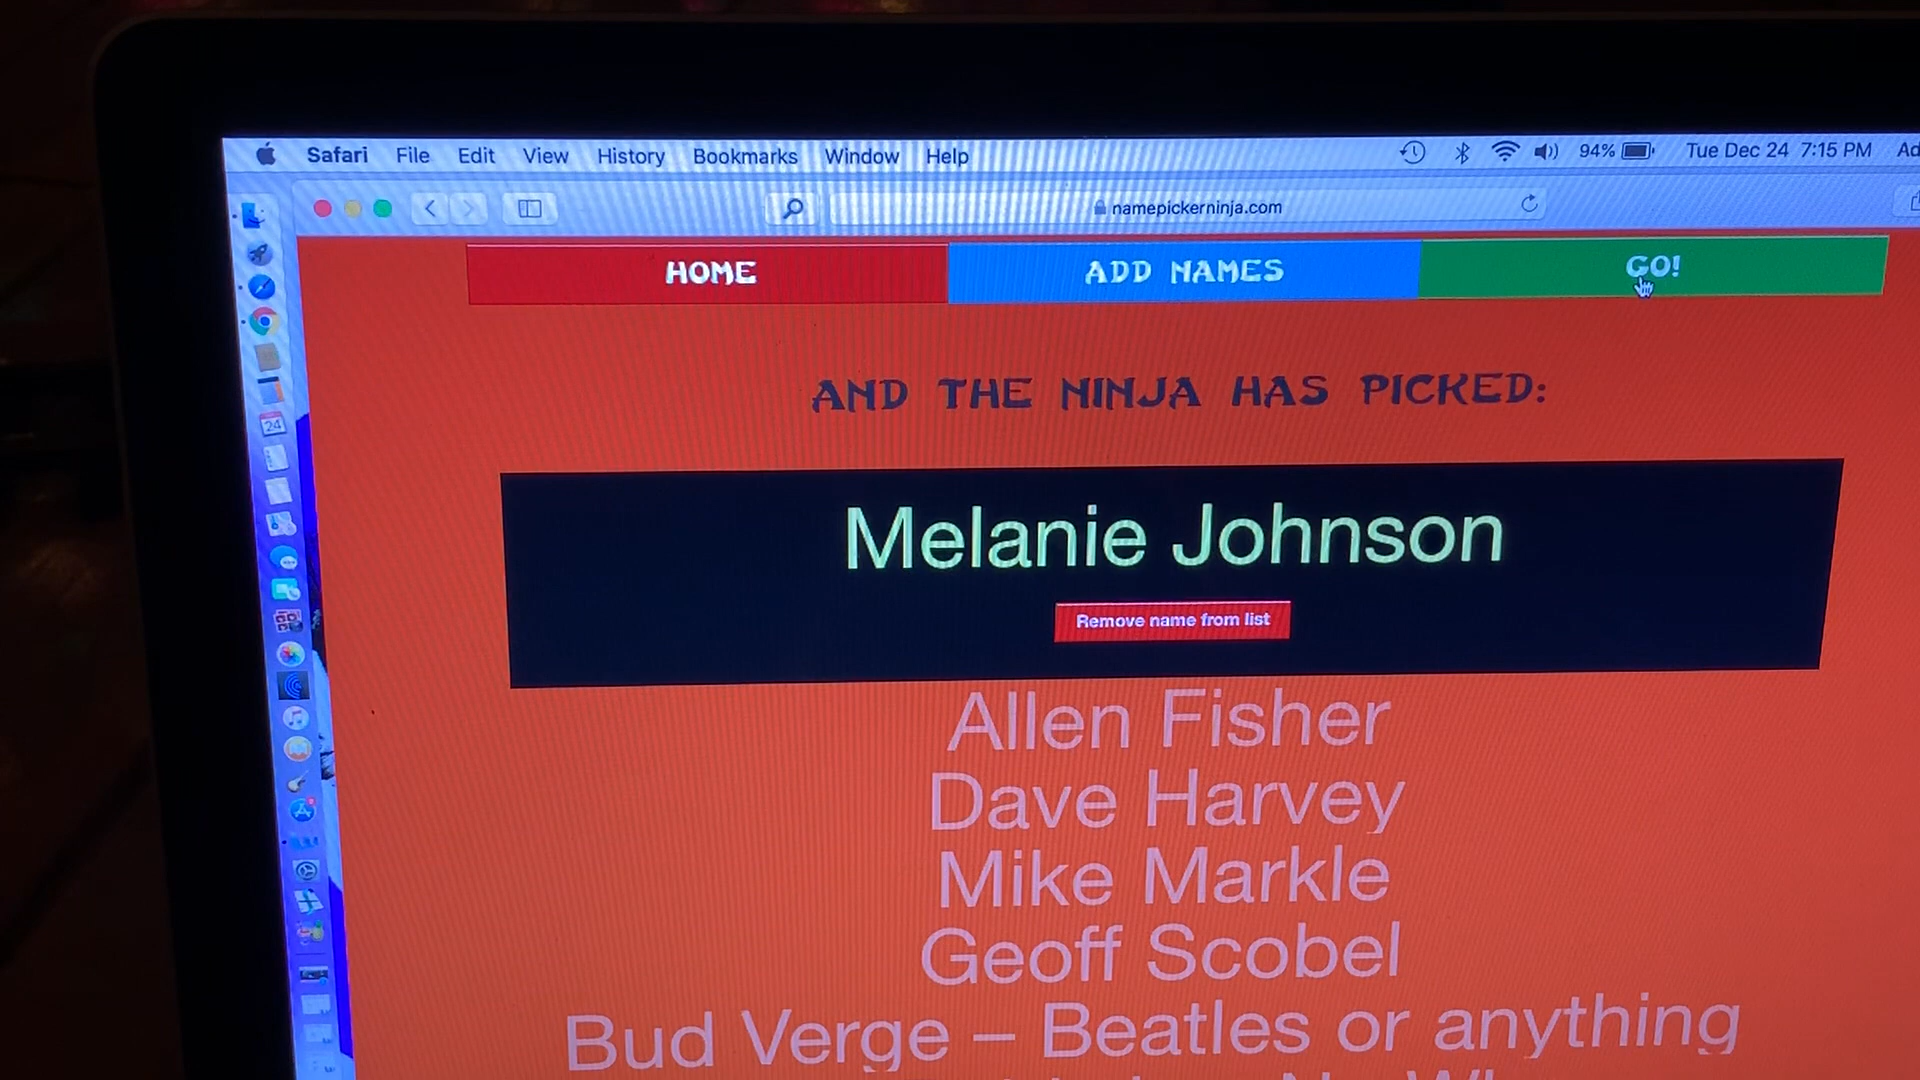 Safari File Edit View History Bookmarks Window Help 94% Tue Dec 24 7:15 PM
namepickerninja.com
HOME ADD NAMES GO!
AND THE NINJA HAS PICKED:
Melanie Johnson
Remove name from list
Allen Fisher
Dave Harvey
Mike Markle
Geoff Scobel
Bud Verge – Beatles or anything